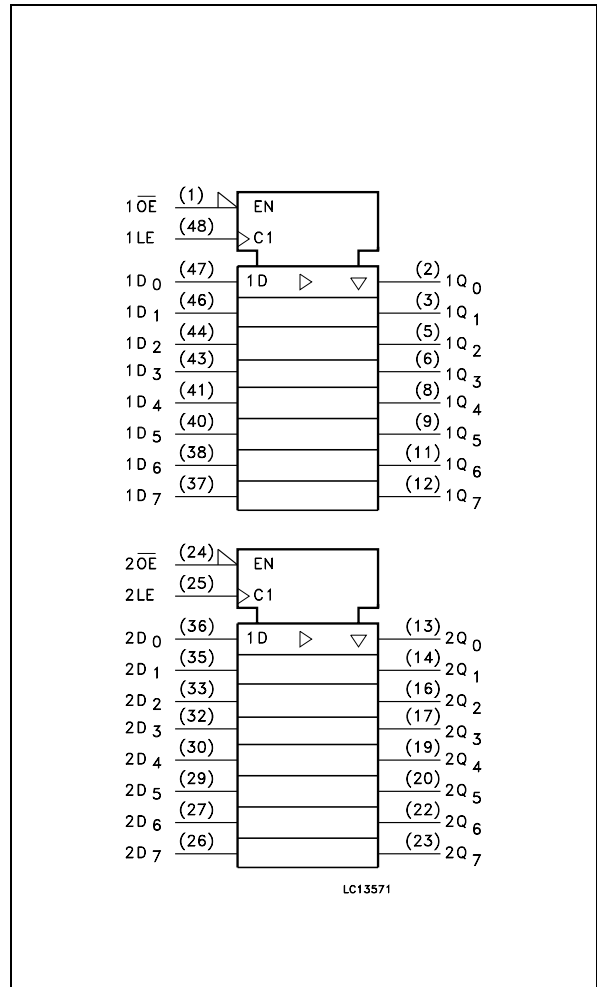 1O̅E̅ (1) EN
1LE (48) C1
1D0 (47) 1D (2) 1Q0
1D1 (46) (3) 1Q1
1D2 (44) (5) 1Q2
1D3 (43) (6) 1Q3
1D4 (41) (8) 1Q4
1D5 (40) (9) 1Q5
1D6 (38) (11) 1Q6
1D7 (37) (12) 1Q7
2O̅E̅ (24) EN
2LE (25) C1
2D0 (36) 1D (13) 2Q0
2D1 (35) (14) 2Q1
2D2 (33) (16) 2Q2
2D3 (32) (17) 2Q3
2D4 (30) (19) 2Q4
2D5 (29) (20) 2Q5
2D6 (27) (22) 2Q6
2D7 (26) (23) 2Q7
LC13571